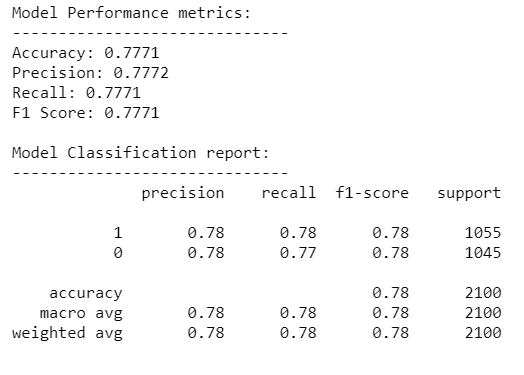 Model Performance metrics:
------------------------------
Accuracy: 0.7771
Precision: 0.7772
Recall: 0.7771
F1 Score: 0.7771
Model Classification report:
------------------------------
precision recall f1-score support
1 0.78 0.78 0.78 1055
0 0.78 0.77 0.78 1045
accuracy 0.78 2100
macro avg 0.78 0.78 0.78 2100
weighted avg 0.78 0.78 0.78 2100